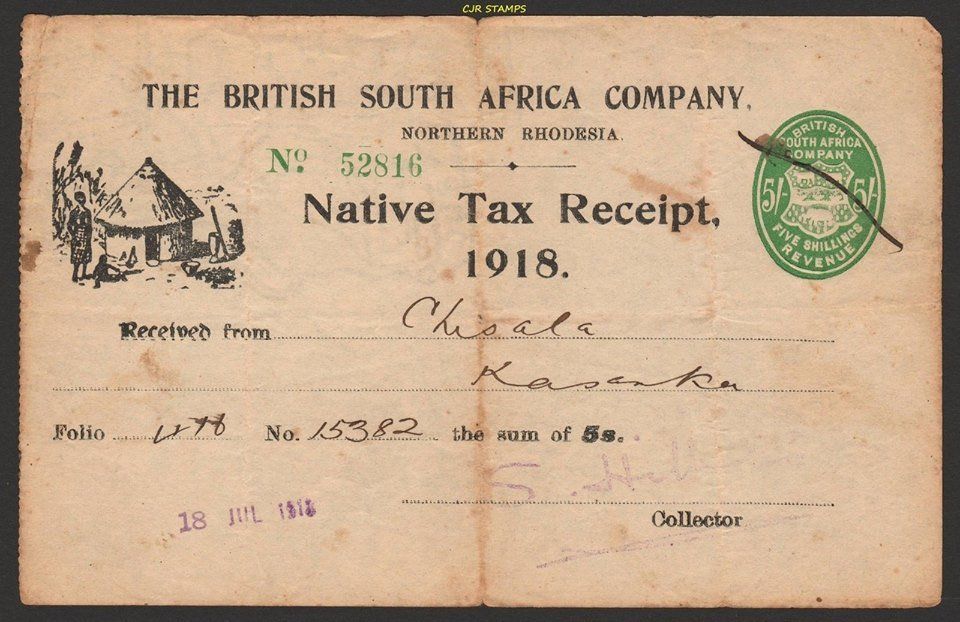 CJR STAMPS
THE BRITISH SOUTH AFRICA COMPANY,
NORTHERN RHODESIA.
Nº 52816
Native Tax Receipt,
1918.
BRITISH
SOUTH AFRICA
COMPANY
5/ 5/
FIVE SHILLINGS
REVENUE
Received from Chisala
Kasanka
Folio No. 15382 the sum of 5s.
Collector
18 JUL 1918